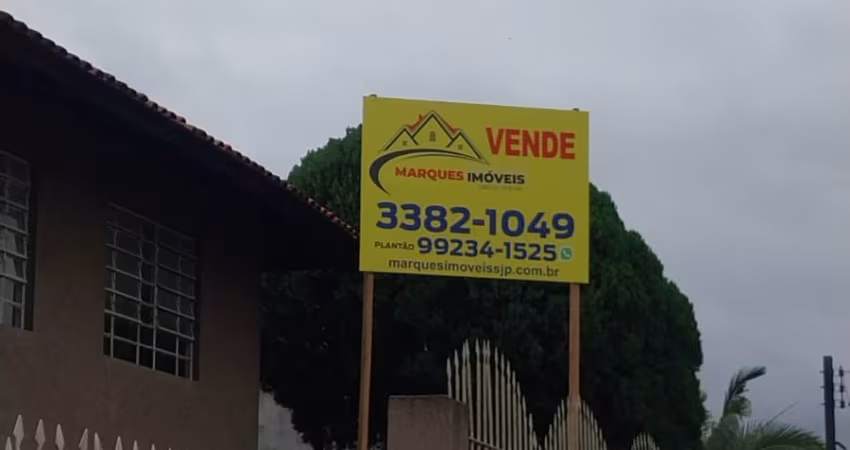 VENDE
MARQUES IMÓVEIS
3382-1049
PLANTÃO 99234-1525
marquesimoveissjp.com.br